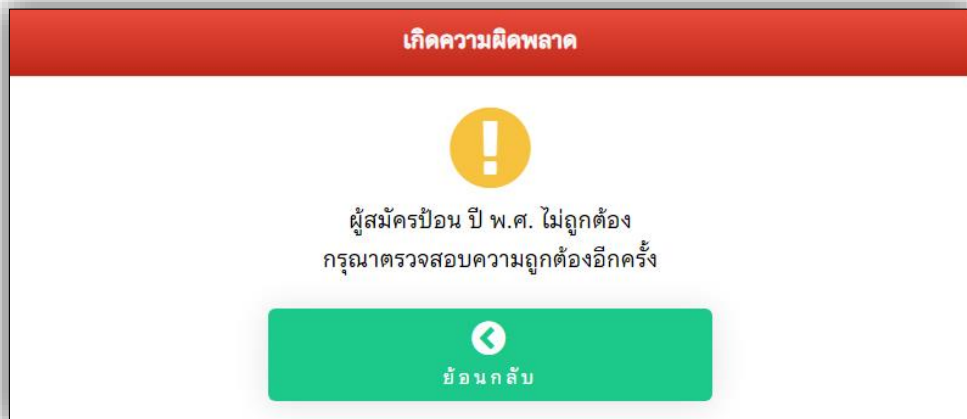 เกิดความผิดพลาด
ผู้สมัครป้อน ปี พ.ศ. ไม่ถูกต้อง
กรุณาตรวจสอบความถูกต้องอีกครั้ง
ย้อนกลับ